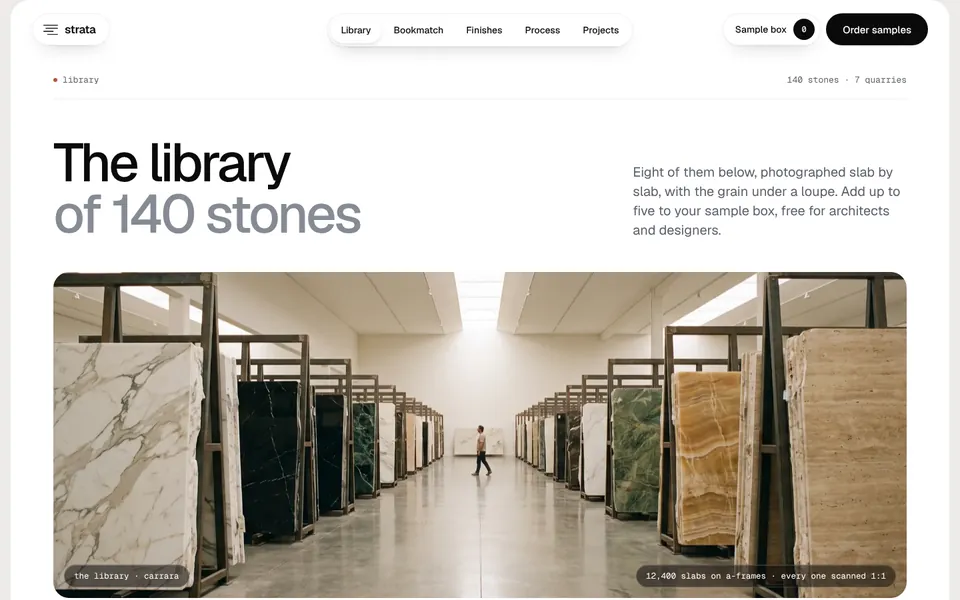 strata
Library
Bookmatch
Finishes
Process
Projects
Sample box 0
Order samples
library
140 stones · 7 quarries
The library
of 140 stones
Eight of them below, photographed slab by
slab, with the grain under a loupe. Add up to
five to your sample box, free for architects
and designers.
the library · carrara
12,400 slabs on a-frames · every one scanned 1:1